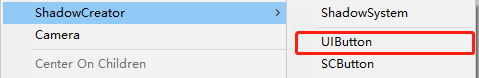 ShadowCreator
Camera
Center On Children
ShadowSystem
UIButton
SCButton